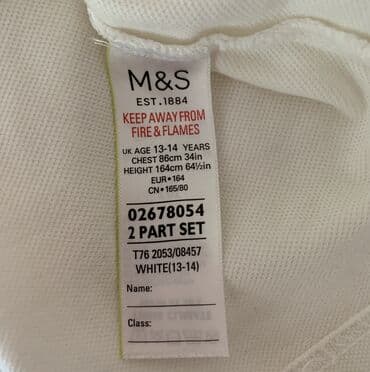 M&S
EST.1884
KEEP AWAY FROM
FIRE & FLAMES
UK AGE 13-14 YEARS
CHEST 86cm 34in
HEIGHT 164cm 64½in
EUR•164
CN•165/80
02678054
2 PART SET
T76 2053/08457
WHITE(13-14)
Name:
Class: